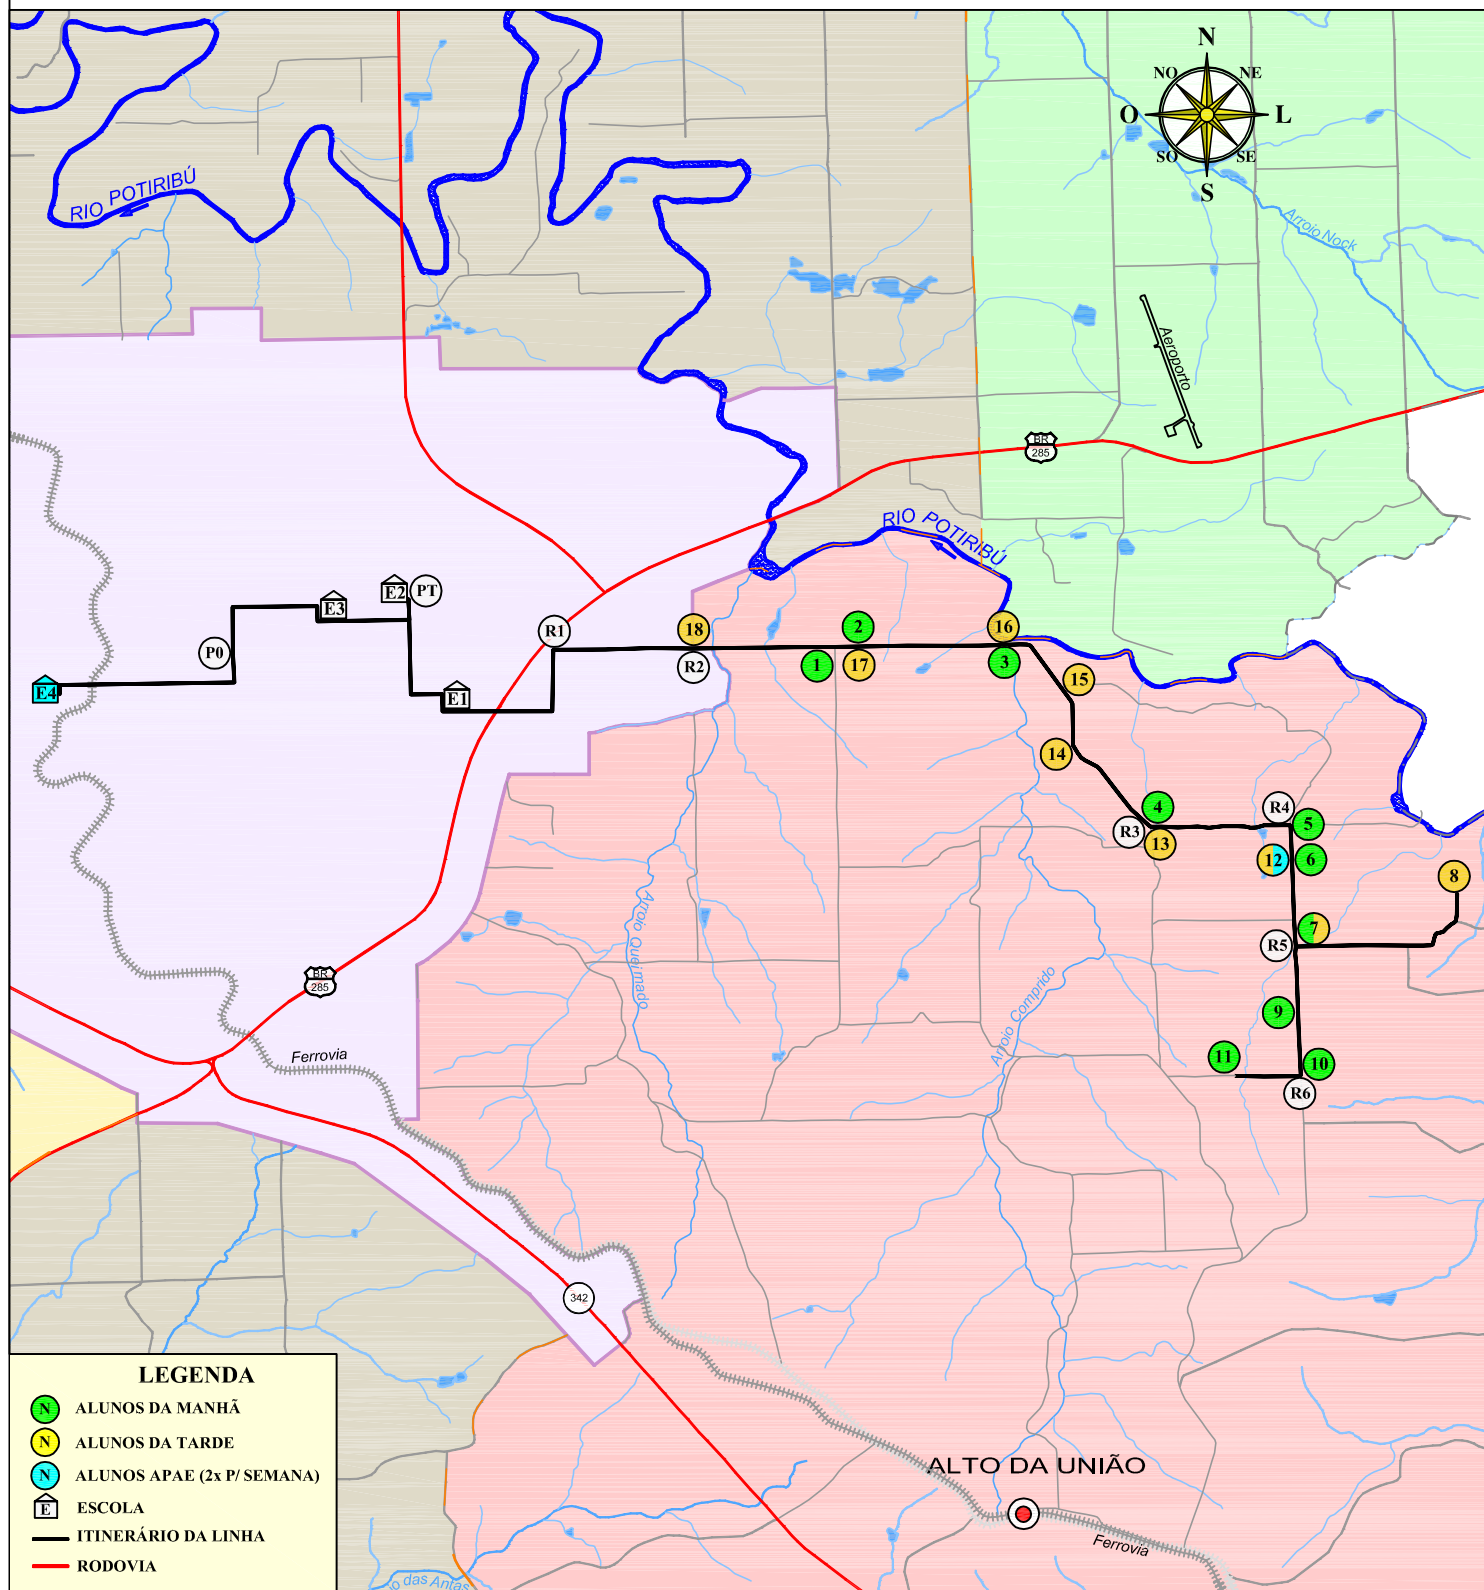 N
NO
NE
O
L
SO
SE
S
RIO POTIRIBÚ
Arroio Nock
Aeroporto
BR
285
RIO POTIRIBÚ
E2
PT
E3
P0
R1
18
2
16
E4
E1
R2
1
17
3
15
14
4
R4
5
R3
13
12
6
8
7
R5
Arroio Queimado
Arroio Comprido
BR
285
9
Ferrovia
11
10
R6
342
ALTO DA UNIÃO
Ferrovia
LEGENDA
N ALUNOS DA MANHÃ
N ALUNOS DA TARDE
N ALUNOS APAE (2x P/ SEMANA)
E ESCOLA
ITINERÁRIO DA LINHA
RODOVIA
das Antas